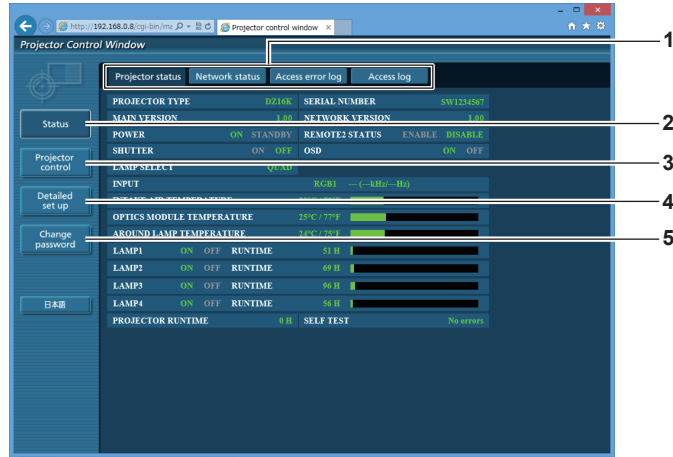 http://192.168.0.8/cgi-bin/ma
Projector control window
Projector Control Window
1
Projector status Network status Access error log Access log
PROJECTOR TYPE DZ16K SERIAL NUMBER SW1234567
Status
MAIN VERSION 1.00 NETWORK VERSION 1.00
2
POWER ON STANDBY REMOTE2 STATUS ENABLE DISABLE
SHUTTER ON OFF OSD ON OFF
Projector control
LAMP SELECT QUAD
3
INPUT RGB1 --- (---kHz/---Hz)
Detailed set up
4
OPTICS MODULE TEMPERATURE 25°C / 77°F
Change password
AROUND LAMP TEMPERATURE 24°C / 75°F
5
LAMP1 ON OFF RUNTIME 51 H
LAMP2 ON OFF RUNTIME 69 H
LAMP3 ON OFF RUNTIME 96 H
日本語
LAMP4 ON OFF RUNTIME 56 H
PROJECTOR RUNTIME 0 H SELF TEST No errors